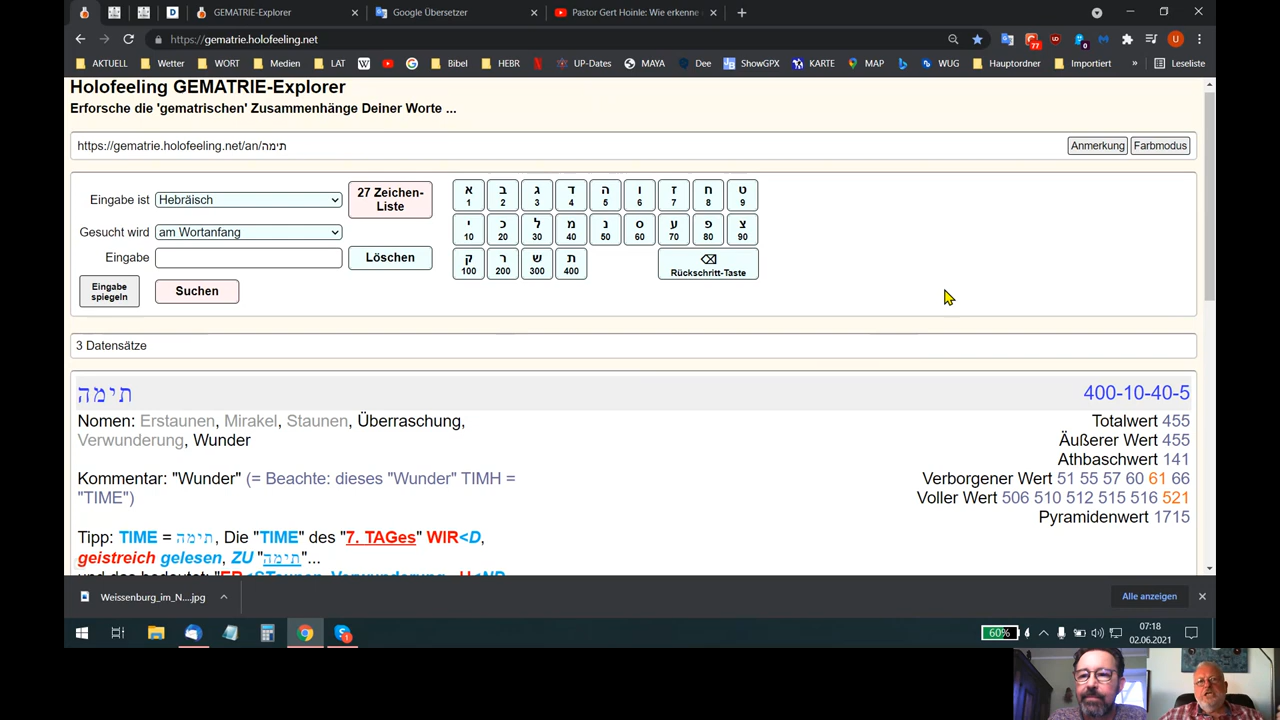 GEMATRIE-Explorer
Google Übersetzer
Pastor Gert Hoinle: Wie erkenne
https://gematrie.holofeeling.net
77
0
U
AKTUELL Wetter WORT Medien LAT Bibel HEBR UP-Dates MAYA Dee ShowGPX KARTE MAP WUG Hauptordner Importiert » Leseliste
Holofeeling GEMATRIE-Explorer
Erforsche die 'gematrischen' Zusammenhänge Deiner Worte ...
https://gematrie.holofeeling.net/an/תימה
Anmerkung Farbmodus
Eingabe ist Hebräisch
27 Zeichen-
Liste
Gesucht wird am Wortanfang
Eingabe
Löschen
Eingabe
spiegeln
Suchen
א ב ג ד ה ו ז ח ט
1 2 3 4 5 6 7 8 9
י כ ל מ נ ס ע פ צ
10 20 30 40 50 60 70 80 90
ק ר ש ת
100 200 300 400
Rückschritt-Taste
3 Datensätze
תימה 400-10-40-5
Nomen: Erstaunen, Mirakel, Staunen, Überraschung,
Verwunderung, Wunder
Kommentar: "Wunder" (= Beachte: dieses "Wunder" TIMH =
"TIME")
Tipp: TIME = תימה, Die "TIME" des "7. TAGes" WIR<D,
geistreich gelesen, ZU "תימה"...
und das bedeutet: "ER<STaunen, Verwunderung
Totalwert 455
Äußerer Wert 455
Athbaschwert 141
Verborgener Wert 51 55 57 60 61 66
Voller Wert 506 510 512 515 516 521
Pyramidenwert 1715
Weissenburg_im_N....jpg
Alle anzeigen
60%
07:18
02.06.2021